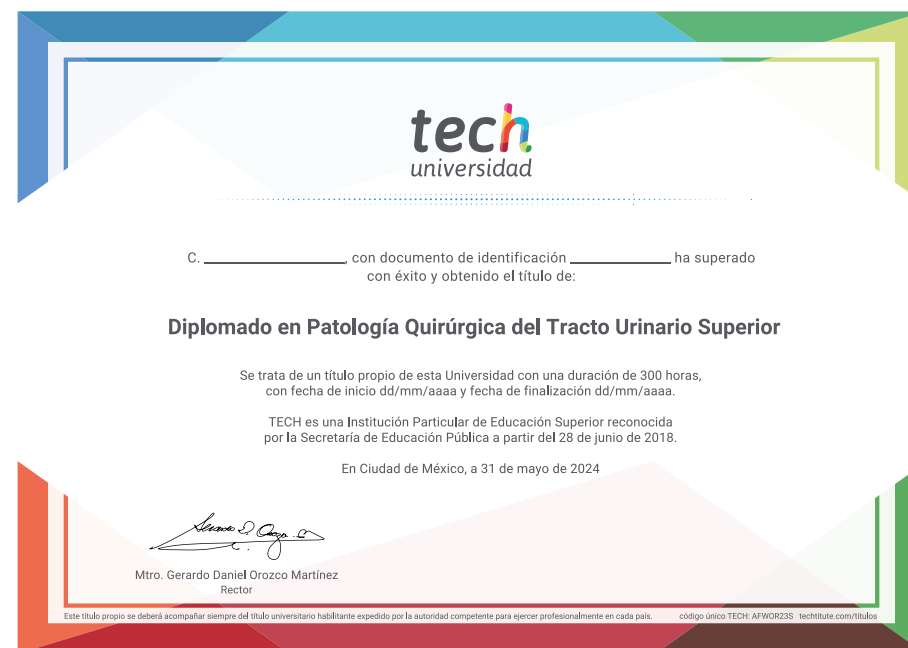 tech
universidad
C. ____________, con documento de identificación ____________ ha superado
con éxito y obtenido el título de:
Diplomado en Patología Quirúrgica del Tracto Urinario Superior
Se trata de un título propio de esta Universidad con una duración de 300 horas,
con fecha de inicio dd/mm/aaaa y fecha de finalización dd/mm/aaaa.
TECH es una Institución Particular de Educación Superior reconocida
por la Secretaría de Educación Pública a partir del 28 de junio de 2018.
En Ciudad de México, a 31 de mayo de 2024
Mtro. Gerardo Daniel Orozco Martínez
Rector
Este título propio se deberá acompañar siempre del título universitario habilitante expedido por la autoridad competente para ejercer profesionalmente en cada país. código único TECH: AFWOR23S techtitute.com/titulos